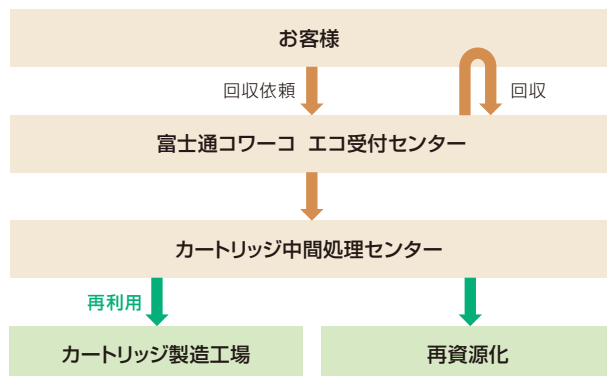 お客様
回収依頼
回収
富士通コワーコ エコ受付センター
カートリッジ中間処理センター
再利用
カートリッジ製造工場
再資源化